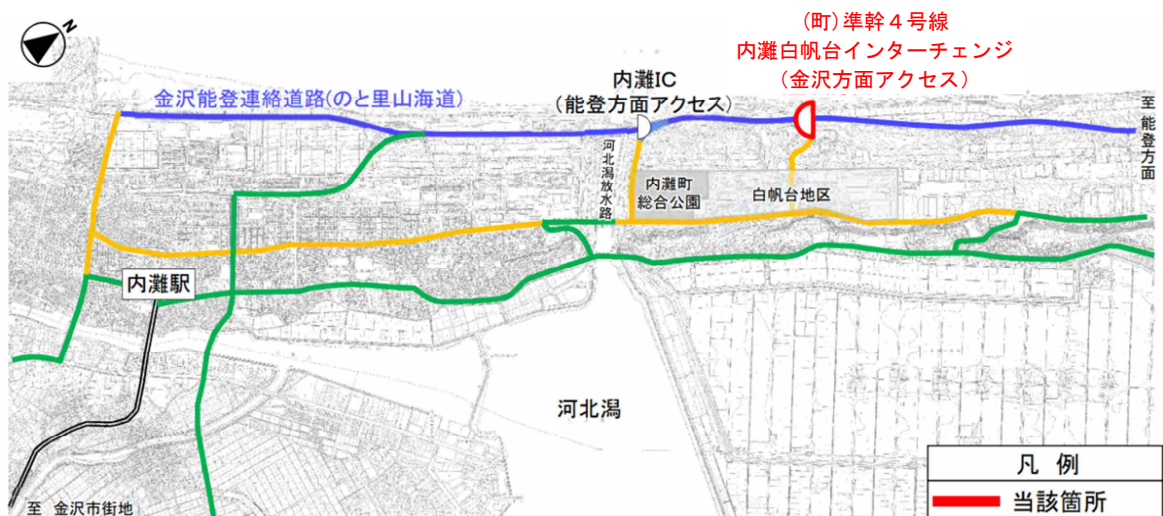 N
(町)準幹４号線
内灘白帆台インターチェンジ
(金沢方面アクセス)
内灘IC
(能登方面アクセス)
金沢能登連絡道路(のと里山海道)
至 能登方面
河北潟放水路
内灘町
総合公園
白帆台地区
内灘駅
河北潟
至 金沢市街地
凡 例
当該箇所